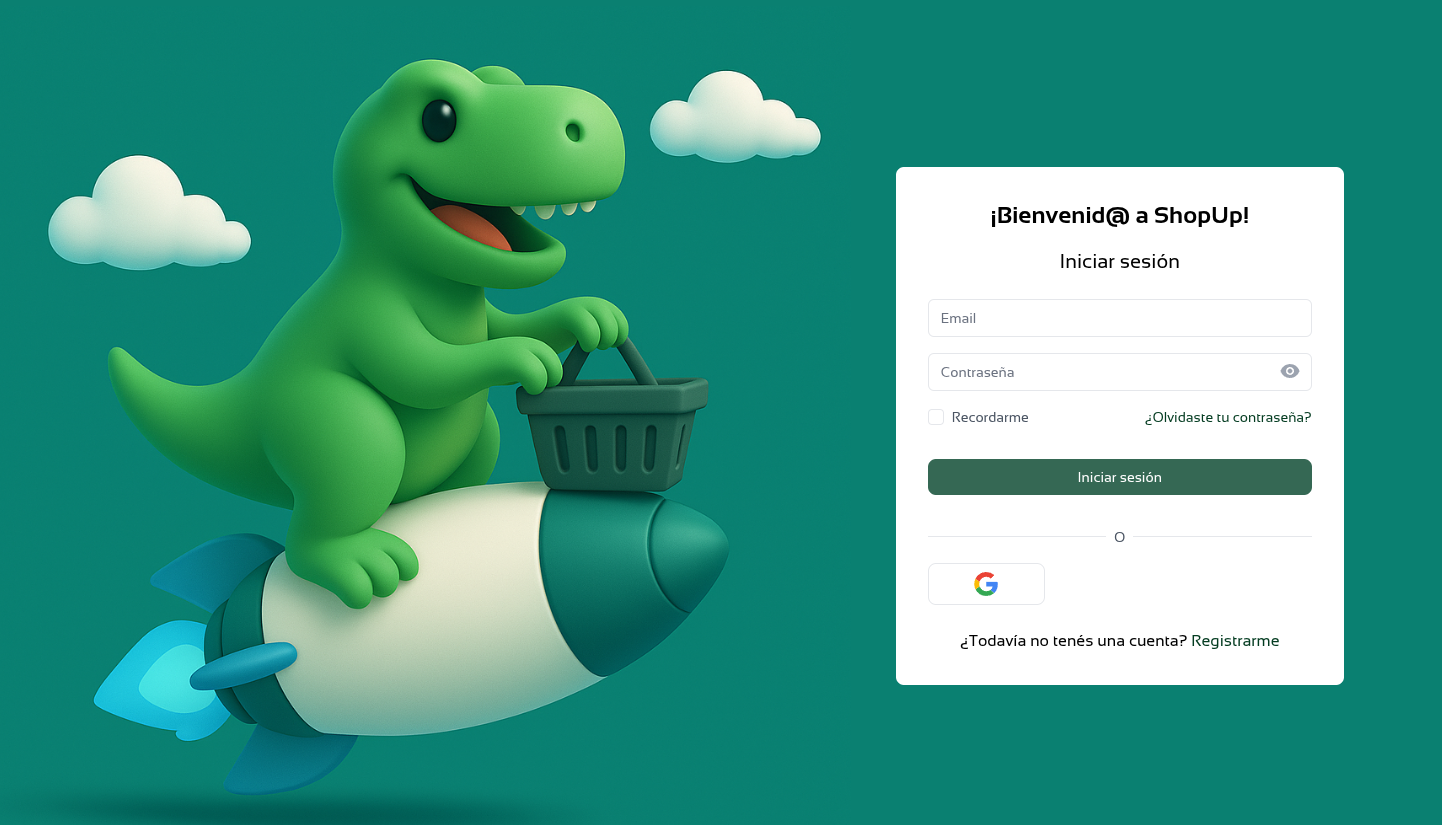 ¡Bienvenid@ a ShopUp!
Iniciar sesión
Email
Contraseña
Recordarme ¿Olvidaste tu contraseña?
Iniciar sesión
O
¿Todavía no tenés una cuenta? Registrarme